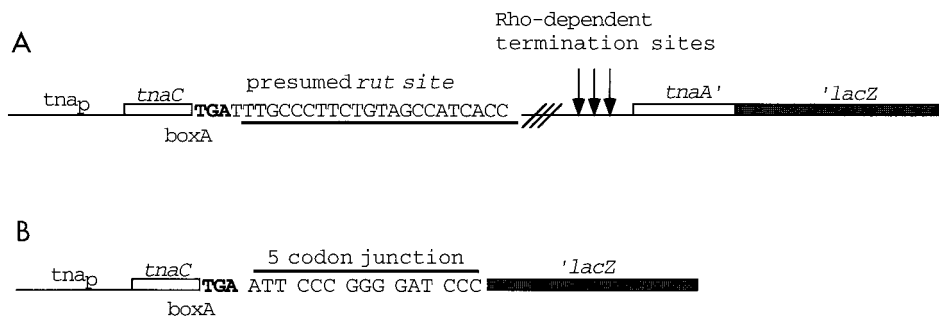 A
Rho-dependent
termination sites
presumed rut site
tnap
tnaC
TGATTTGCCCTTCTGTAGCCATCACC
tnaA'
'lacZ
boxA
B
5 codon junction
tnap
tnaC
TGA ATT CCC GGG GAT CCC
'lacZ
boxA